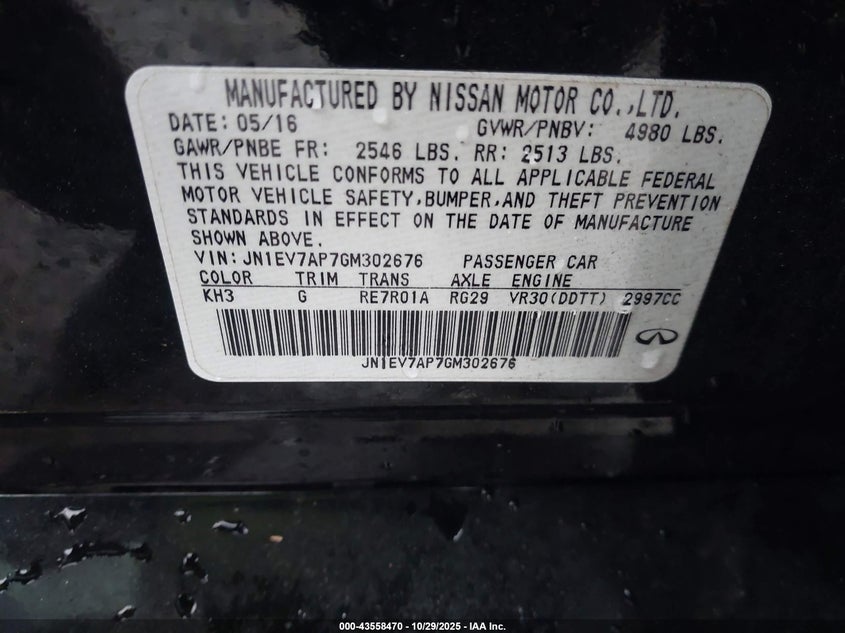 MANUFACTURED BY NISSAN MOTOR CO.,LTD.
DATE: 05/16 GVWR/PNBV: 4980 LBS.
GAWR/PNBE FR: 2546 LBS. RR: 2513 LBS.
THIS VEHICLE CONFORMS TO ALL APPLICABLE FEDERAL
MOTOR VEHICLE SAFETY,BUMPER,AND THEFT PREVENTION
STANDARDS IN EFFECT ON THE DATE OF MANUFACTURE
SHOWN ABOVE.
VIN: JN1EV7AP7GM302676 PASSENGER CAR
COLOR TRIM TRANS AXLE ENGINE
KH3 G RE7R01A RG29 VR30(DDTT) 2997CC
JN1EV7AP7GM302676
000-43558470 - 10/29/2025 - IAA Inc.